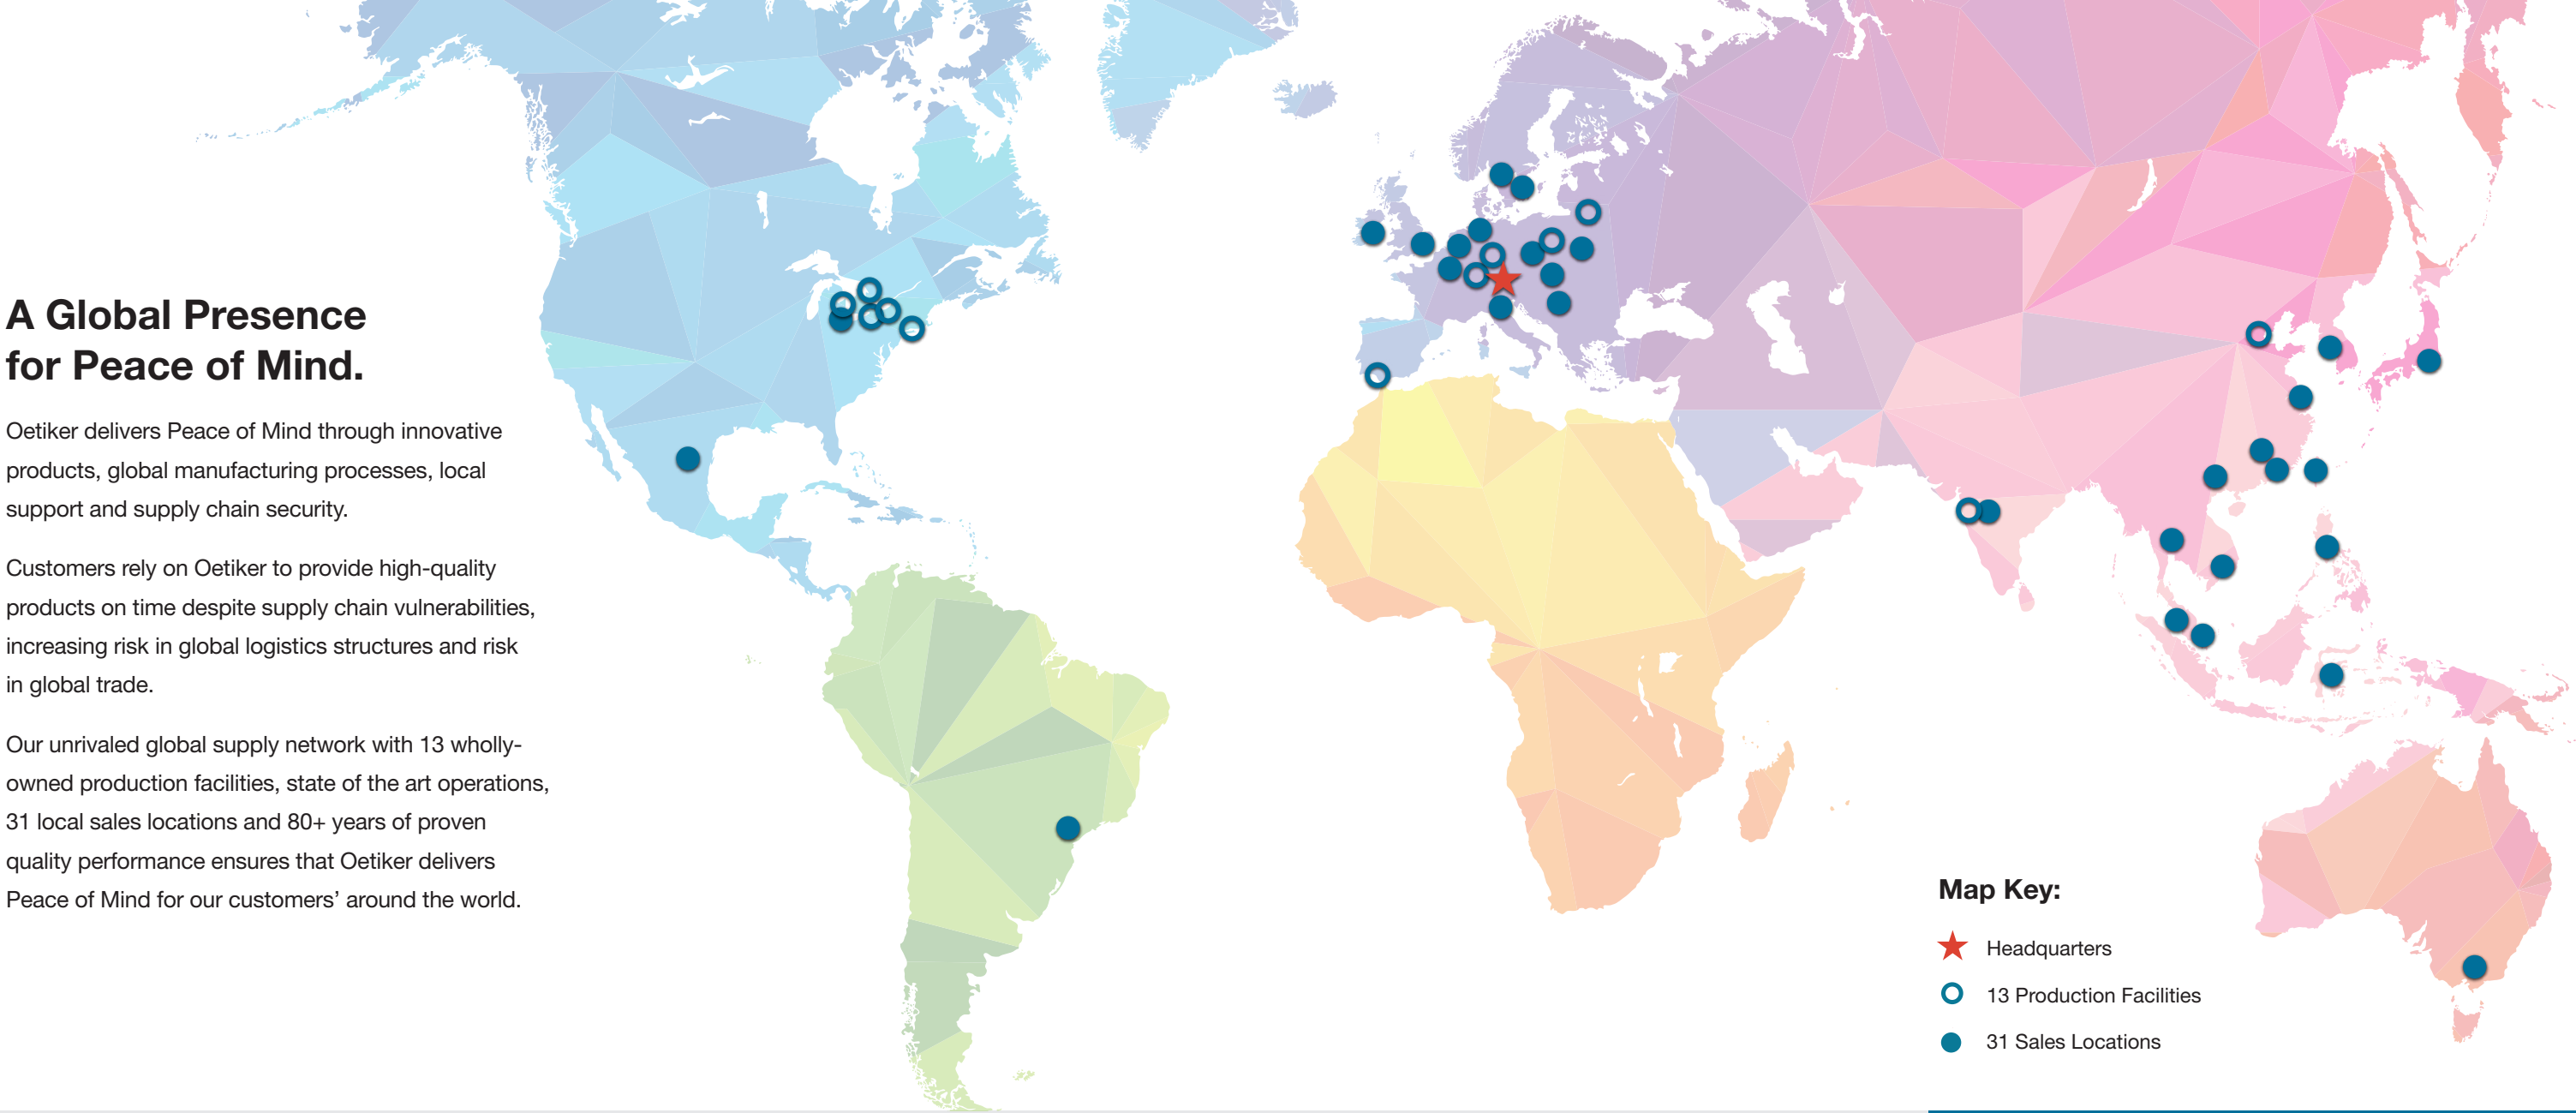 A Global Presence
for Peace of Mind.
Oetiker delivers Peace of Mind through innovative
products, global manufacturing processes, local
support and supply chain security.
Customers rely on Oetiker to provide high-quality
products on time despite supply chain vulnerabilities,
increasing risk in global logistics structures and risk
in global trade.
Our unrivaled global supply network with 13 wholly-
owned production facilities, state of the art operations,
31 local sales locations and 80+ years of proven
quality performance ensures that Oetiker delivers
Peace of Mind for our customers’ around the world.
Map Key:
Headquarters
13 Production Facilities
31 Sales Locations